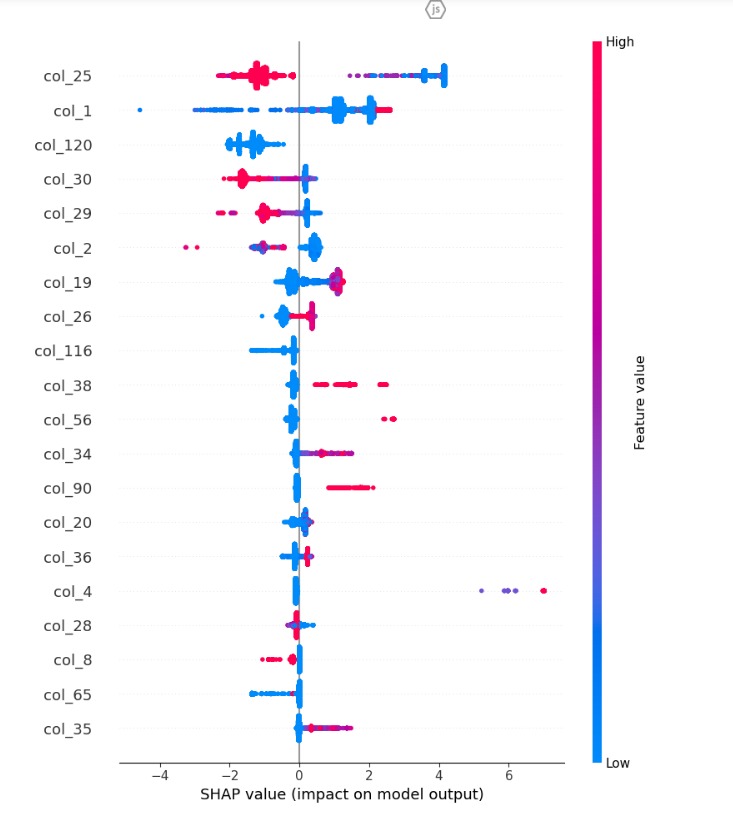 js
High
col_25
col_1
col_120
col_30
col_29
col_2
col_19
col_26
col_116
col_38
col_56
col_34
col_90
col_20
col_36
col_4
col_28
col_8
col_65
col_35
Feature value
Low
−4 −2 0 2 4 6
SHAP value (impact on model output)